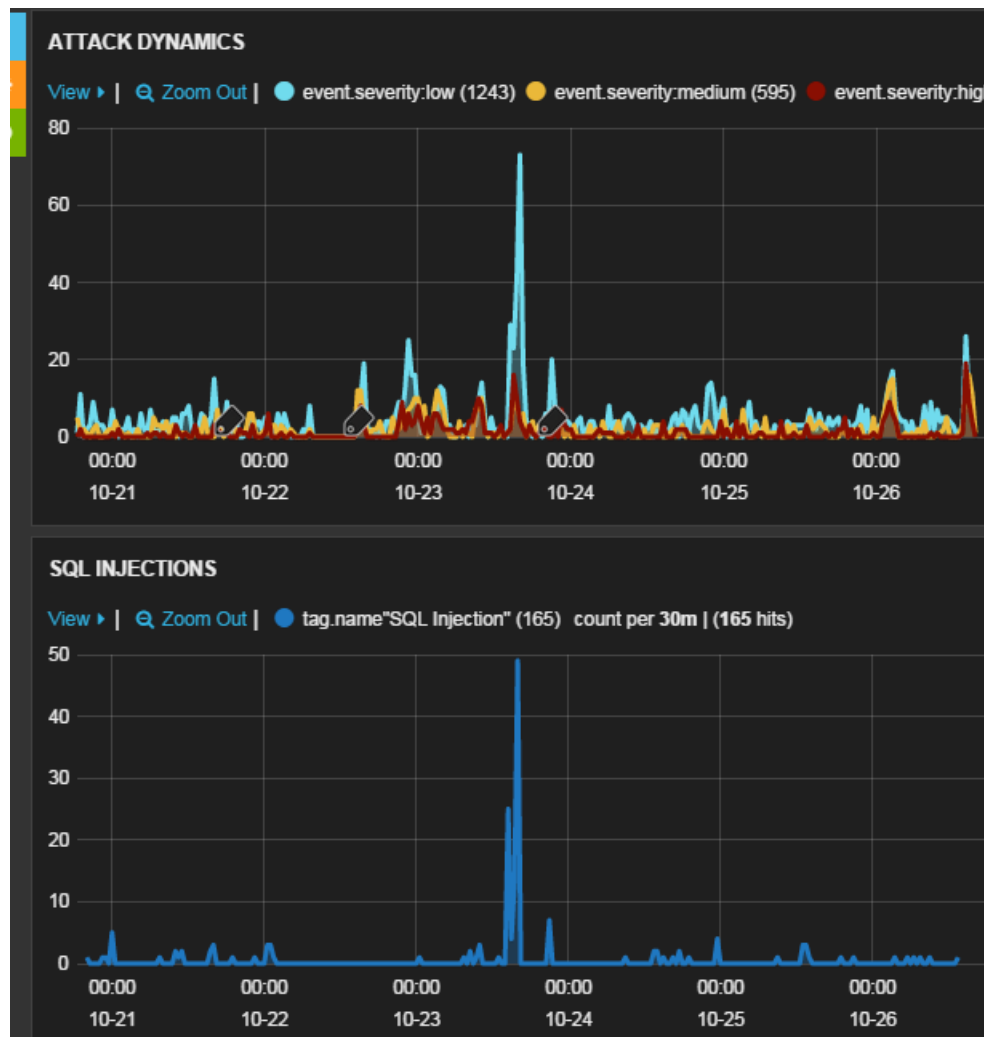 ATTACK DYNAMICS
View | Zoom Out | event.severity:low (1243) event.severity:medium (595)
80
60
40
20
0
00:00 00:00 00:00 00:00 00:00 00:00
10-21 10-22 10-23 10-24 10-25 10-26
SQL INJECTIONS
View | Zoom Out | tag.name"SQL Injection" (165) count per 30m | (165 hits)
50
40
30
20
10
0
00:00 00:00 00:00 00:00 00:00 00:00
10-21 10-22 10-23 10-24 10-25 10-26